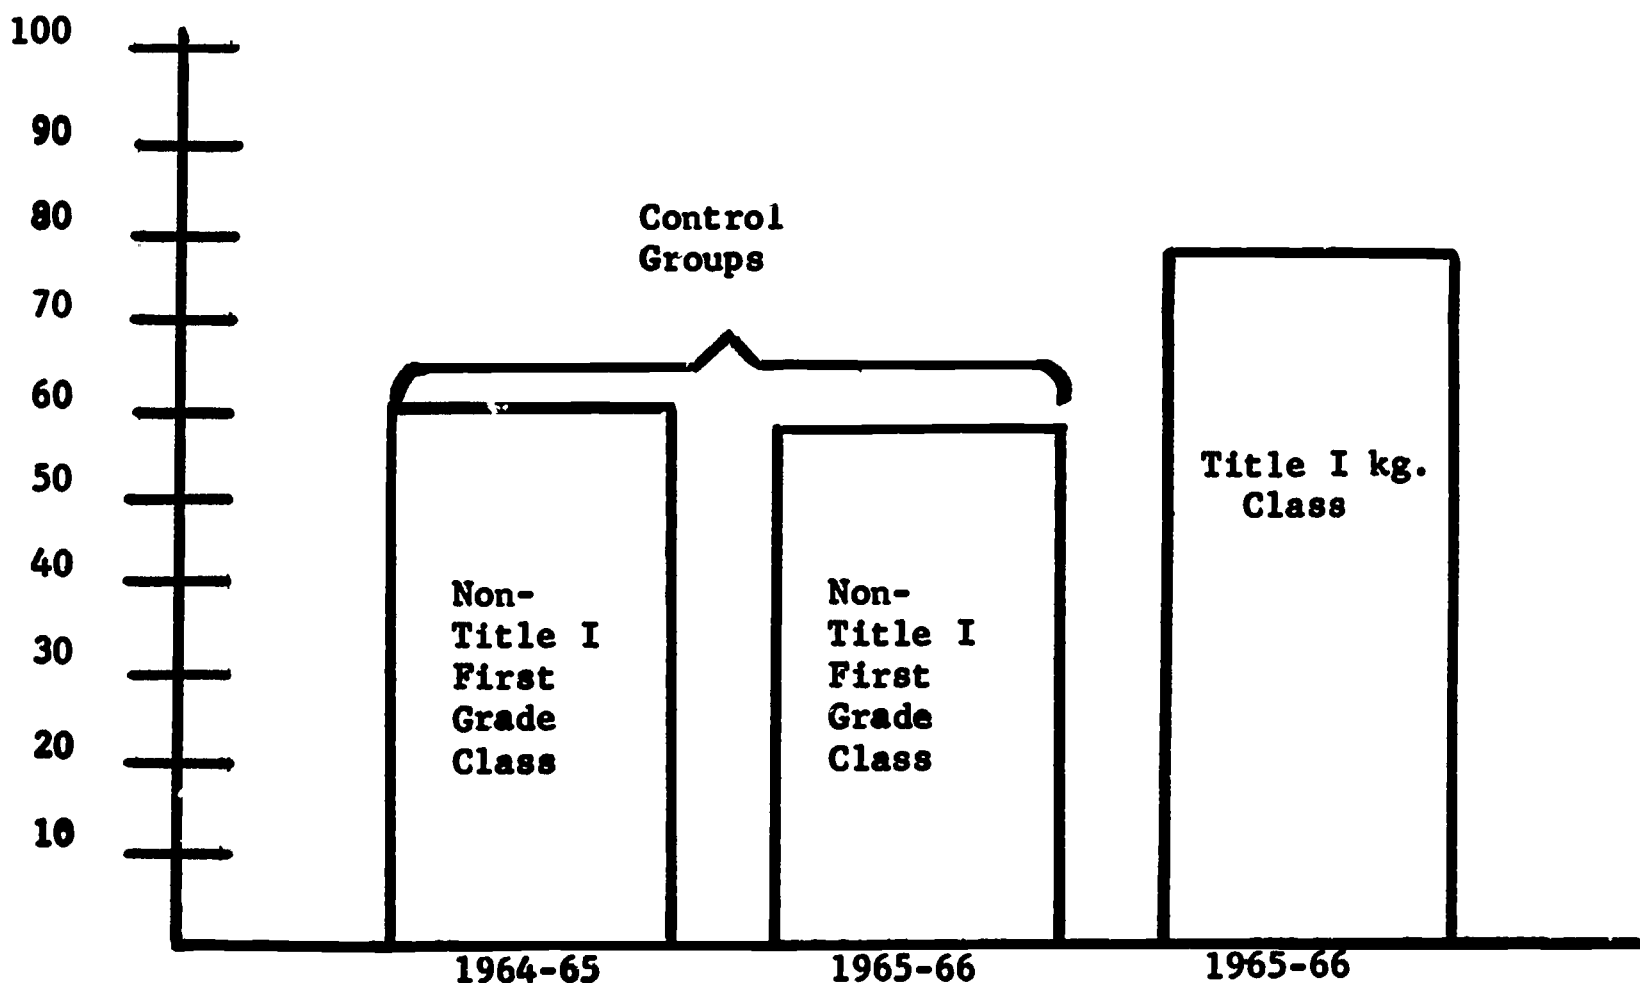 100
90
80
70
60
50
40
30
20
10
Control
Groups
Non-
Title I
First
Grade
Class
Non-
Title I
First
Grade
Class
Title I kg.
Class
1964-65
1965-66
1965-66